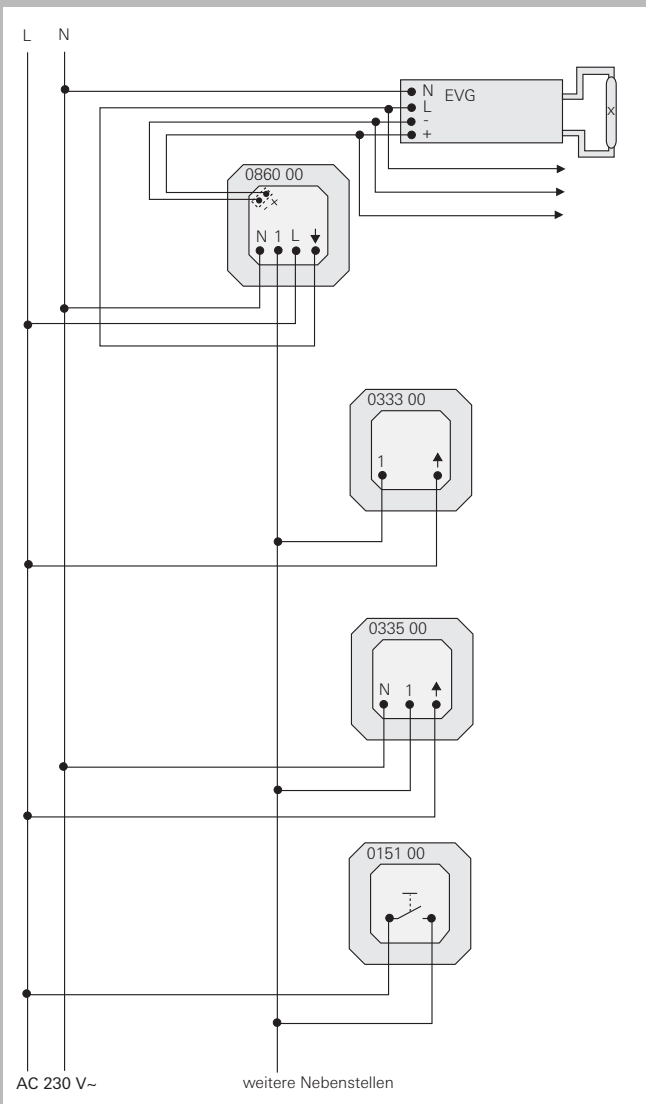 L N
N EVG
L
-
+
x
0860 00
x
N 1 L
0333 00
1
0335 00
N 1
0151 00
AC 230 V~ weitere Nebenstellen